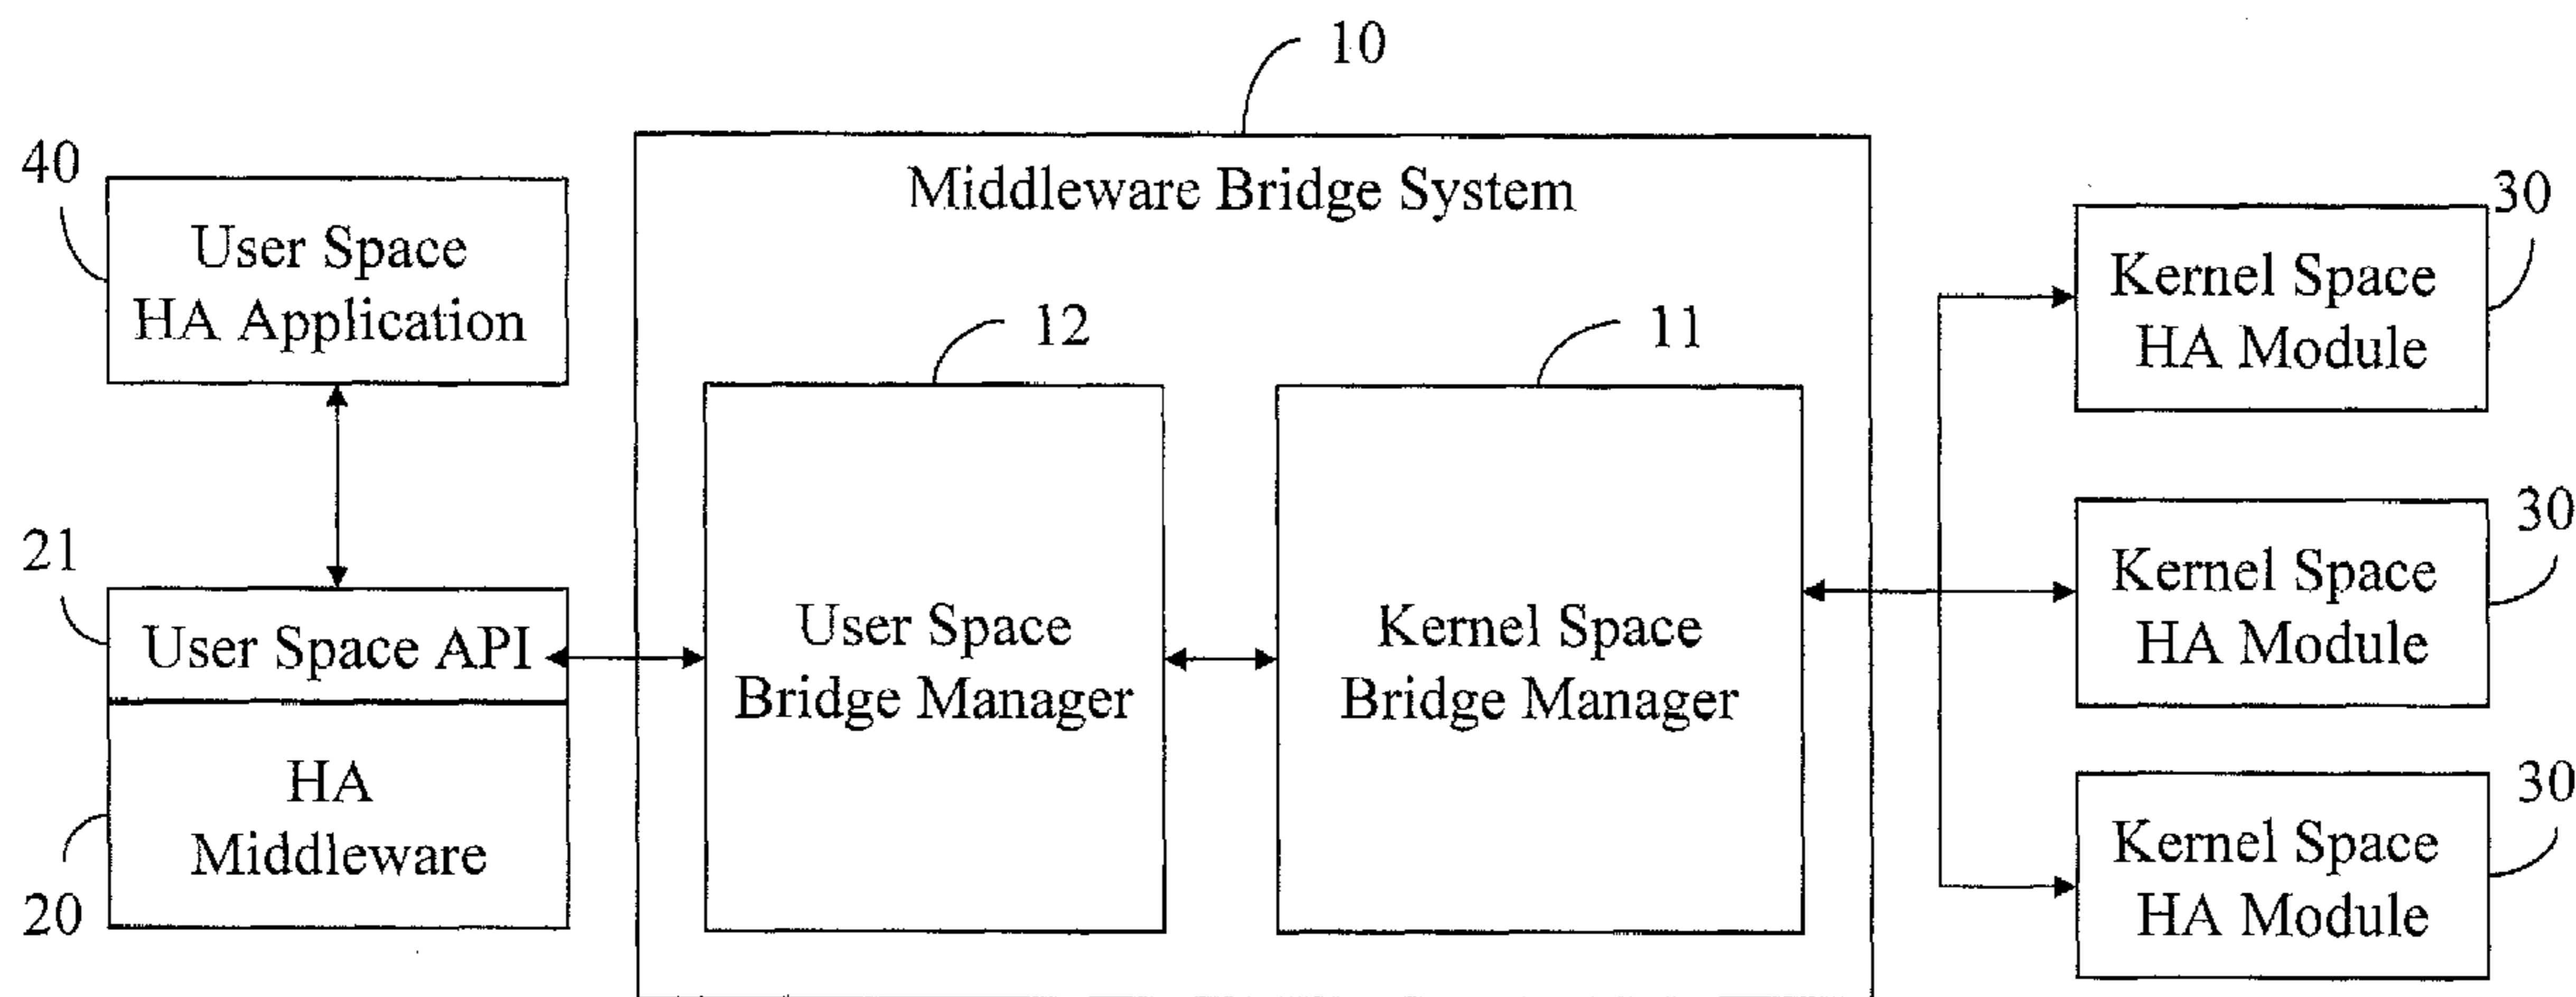 10
Middleware Bridge System
40
User Space
HA Application
12
11
21
User Space API
HA
Middleware
20
User Space
Bridge Manager
Kernel Space
Bridge Manager
30
Kernel Space
HA Module
30
Kernel Space
HA Module
30
Kernel Space
HA Module